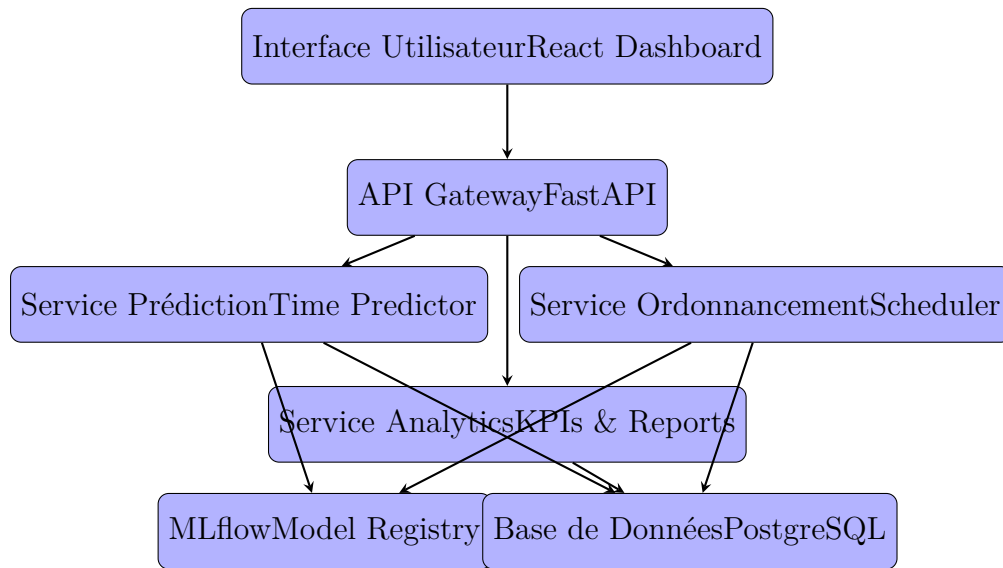 Interface UtilisateurReact Dashboard
API GatewayFastAPI
Service PrédictionTime Predictor
Service OrdonnancementScheduler
Service AnalyticsKPIs & Reports
MLflowModel Registry
Base de DonnéesPostgreSQL